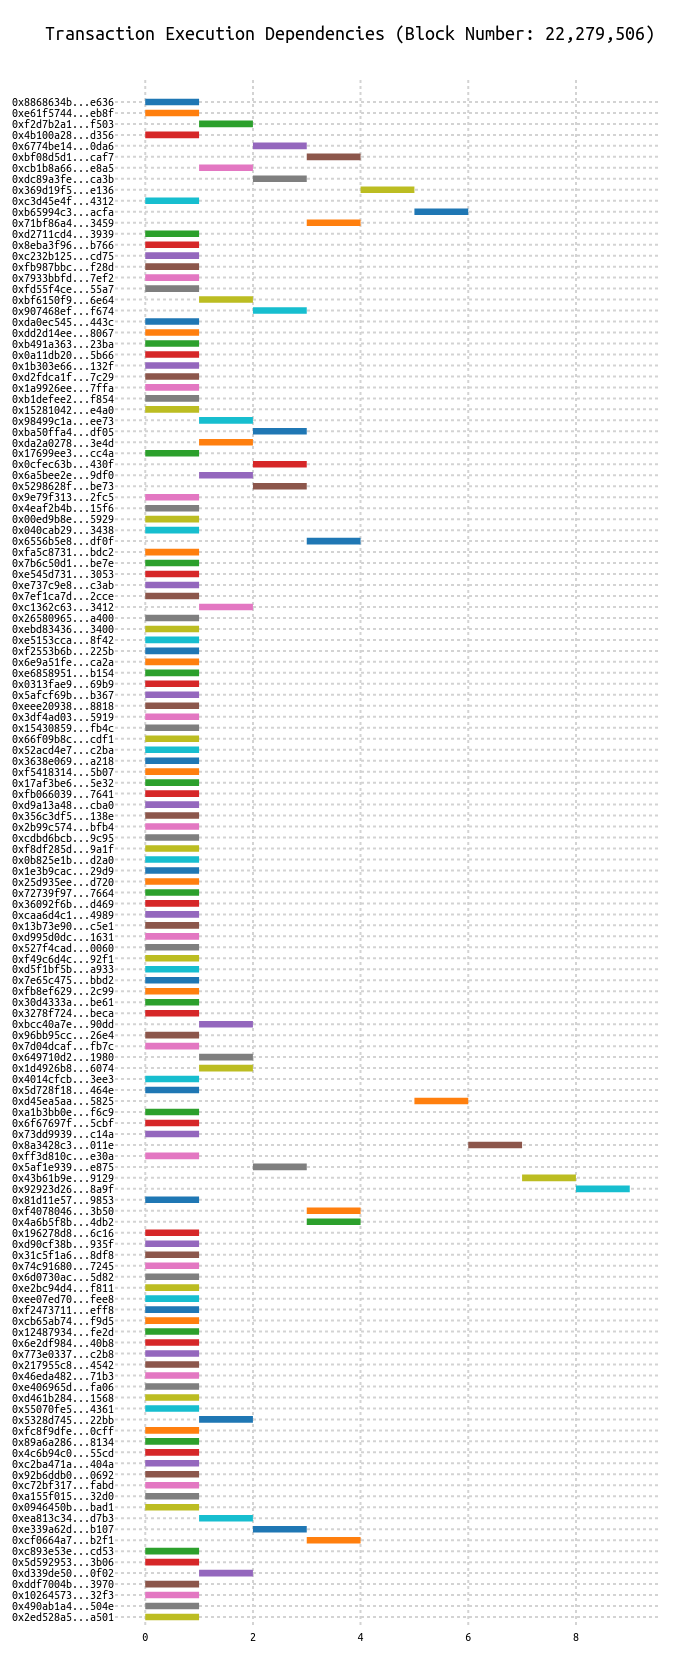 Transaction Execution Dependencies (Block Number: 22,279,506)
0x8868634b...e636
0xe61f5744...eb8f
0xf2d7b2a1...f503
0x4b100a28...d356
0x6774be14...0da6
0xbf08d5d1...caf7
0xcb1b8a66...e8a5
0xdc89a3fe...ca3b
0x369d19f5...e136
0xc3d45e4f...4312
0xb65994c3...acfa
0x71bf86a4...3459
0xd2711cd4...3939
0x8eba3f96...b766
0xc232b125...cd75
0xfb987bbc...f28d
0x7933bbfd...7ef2
0xfd55f4ce...55a7
0xbf6150f9...6e64
0x907468ef...f674
0xda0ec545...443c
0xdd2d14ee...8067
0xb491a363...23ba
0x0a11db20...5b66
0x1b303e66...132f
0xd2fdca1f...7c29
0x1a9926ee...7ffa
0xb1defee2...f854
0x15281042...e4a0
0x98499c1a...ee73
0xba50ffa4...df05
0xda2a0278...3e4d
0x17699ee3...cc4a
0x0cfec63b...430f
0x6a5bee2e...9df0
0x5298628f...be73
0x9e79f313...2fc5
0x4eaf2b4b...15f6
0x00ed9b8e...5929
0x040cab29...3438
0x6556b5e8...df0f
0xfa5c8731...bdc2
0x7b6c50d1...be7e
0xe545d731...3053
0xe737c9e8...c3ab
0x7ef1ca7d...2cce
0xc1362c63...3412
0x26580965...a400
0xebd83436...3400
0xe5153cca...8f42
0xf2553b6b...225b
0x6e9a51fe...ca2a
0xe6858951...b154
0x0313fae9...69b9
0x5afcf69b...b367
0xeee20938...8818
0x3df4ad03...5919
0x15430859...fb4c
0x66f09b8c...cdf1
0x52acd4e7...c2ba
0x3638e069...a218
0xf5418314...5b07
0x17af3be6...5e32
0xfb066039...7641
0xd9a13a48...cba0
0x356c3df5...138e
0x2b99c574...bfb4
0xcdbd6bcb...9c95
0xf8df285d...9a1f
0x0b825e1b...d2a0
0x1e3b9cac...29d9
0x25d935ee...d720
0x72739f97...7664
0x36092f6b...d469
0xcaa6d4c1...4989
0x13b73e90...c5e1
0xd995d0dc...1631
0x527f4cad...0060
0xf49c6d4c...92f1
0xd5f1bf5b...a933
0x7e65c475...bbd2
0xfb8ef629...2c99
0x30d4333a...be61
0x3278f724...beca
0xbcc40a7e...90dd
0x96bb95cc...26e4
0x7d04dcaf...fb7c
0x649710d2...1980
0x1d4926b8...6074
0x4014cfcb...3ee3
0x5d728f18...464e
0xd45ea5aa...5825
0xa1b3bb0e...f6c9
0x6f67697f...5cbf
0x73dd9939...c14a
0x8a3428c3...011e
0xff3d810c...e30a
0x5af1e939...e875
0x43b61b9e...9129
0x92923d26...8a9f
0x81d11e57...9853
0xf4078046...3b50
0x4a6b5f8b...4db2
0x196278d8...6c16
0xd90cf38b...935f
0x31c5f1a6...8df8
0x74c91680...7245
0x6d0730ac...5d82
0xe2bc94d4...f811
0xee07ed70...fee8
0xf2473711...eff8
0xcb65ab74...f9d5
0x12487934...fe2d
0x6e2df984...40b8
0x773e0337...c2b8
0x217955c8...4542
0x46eda482...71b3
0xe406965d...fa06
0xd461b284...1568
0x55070fe5...4361
0x5328d745...22bb
0xfc8f9dfe...0cff
0x89a6a286...8134
0x4c6b94c0...55cd
0xc2ba471a...404a
0x92b6ddb0...0692
0xc72bf317...fabd
0xa155f015...32d0
0x0946450b...bad1
0xea813c34...d7b3
0xe339a62d...b107
0xcf0664a7...b2f1
0xc893e53e...cd53
0x5d592953...3b06
0xd339de50...0f02
0xddf7004b...3970
0x10264573...32f3
0x490ab1a4...504e
0x2ed528a5...a501
0 2 4 6 8